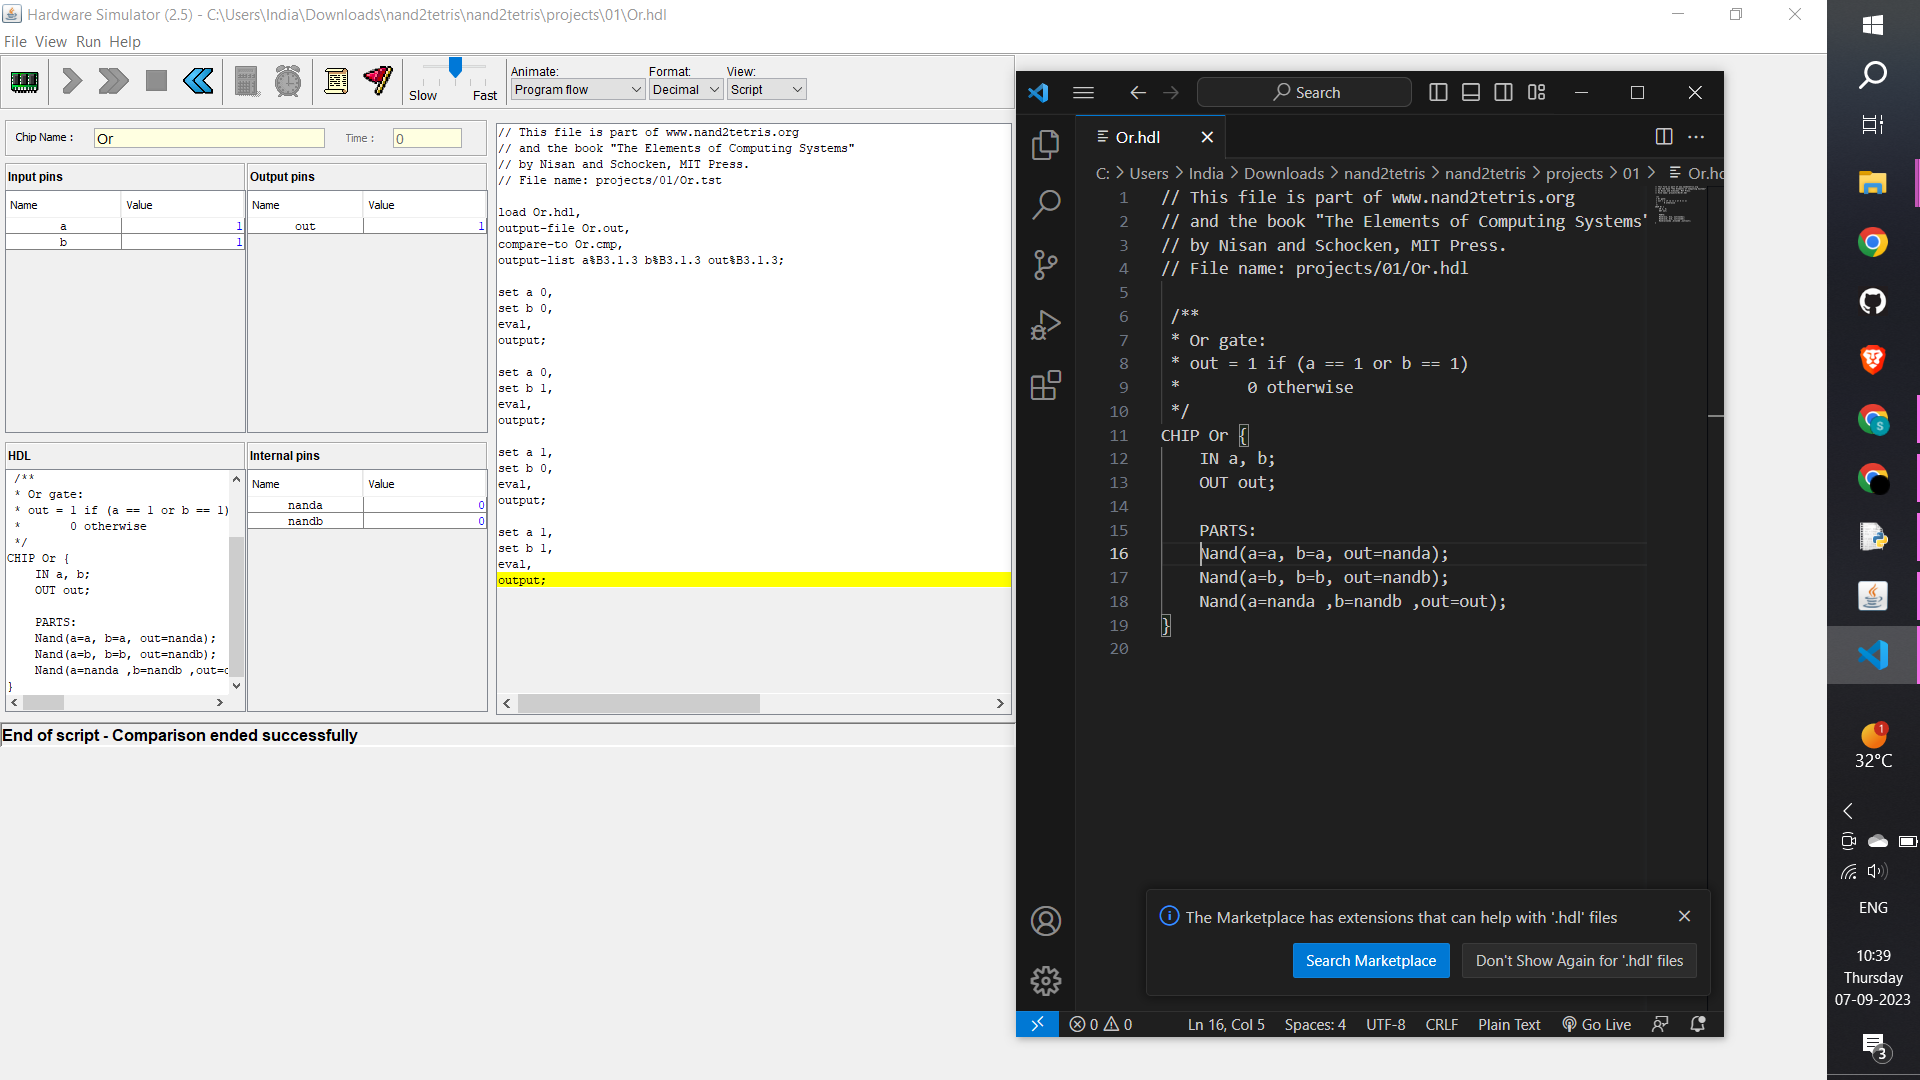 Hardware Simulator (2.5) - C:\Users\India\Downloads\nand2tetris\nand2tetris\projects\01\Or.hdl
File View Run Help
Slow Fast
Animate: Format: View:
Program flow Decimal Script
Chip Name : Or Time : 0
Input pins
Name Value
a 1
b 1
Output pins
Name Value
out 1
HDL
/**
* Or gate:
* out = 1 if (a == 1 or b == 1)
* 0 otherwise
*/
CHIP Or {
IN a, b;
OUT out;
PARTS:
Nand(a=a, b=a, out=nanda);
Nand(a=b, b=b, out=nandb);
Nand(a=nanda ,b=nandb ,out=
}
Internal pins
Name Value
nanda 0
nandb 0
// This file is part of www.nand2tetris.org
// and the book "The Elements of Computing Systems"
// by Nisan and Schocken, MIT Press.
// File name: projects/01/Or.tst
load Or.hdl,
output-file Or.out,
compare-to Or.cmp,
output-list a%B3.1.3 b%B3.1.3 out%B3.1.3;
set a 0,
set b 0,
eval,
output;
set a 0,
set b 1,
eval,
output;
set a 1,
set b 0,
eval,
output;
set a 1,
set b 1,
eval,
output;
End of script - Comparison ended successfully
Search
Or.hdl
C: > Users > India > Downloads > nand2tetris > nand2tetris > projects > 01 > Or.hd
1 // This file is part of www.nand2tetris.org
2 // and the book "The Elements of Computing Systems"
3 // by Nisan and Schocken, MIT Press.
4 // File name: projects/01/Or.hdl
5
6 /**
7 * Or gate:
8 * out = 1 if (a == 1 or b == 1)
9 * 0 otherwise
10 */
11 CHIP Or {
12 IN a, b;
13 OUT out;
14
15 PARTS:
16 Nand(a=a, b=a, out=nanda);
17 Nand(a=b, b=b, out=nandb);
18 Nand(a=nanda ,b=nandb ,out=out);
19 }
20
The Marketplace has extensions that can help with '.hdl' files
Search Marketplace Don't Show Again for '.hdl' files
0 0 Ln 16, Col 5 Spaces: 4 UTF-8 CRLF Plain Text Go Live
S
1
32°C
ENG
10:39
Thursday
07-09-2023
3